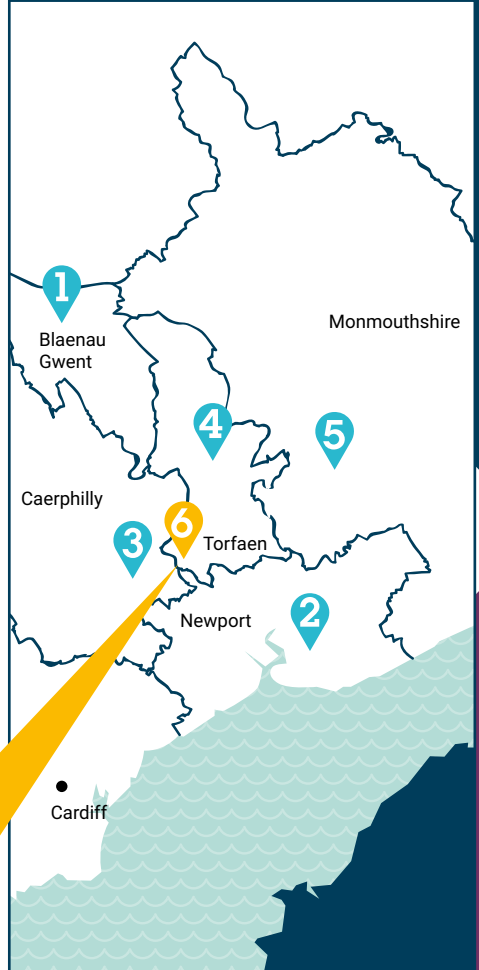 1
Blaenau
Gwent
Monmouthshire
4
5
Caerphilly
6
3
Torfaen
2
Newport
Cardiff